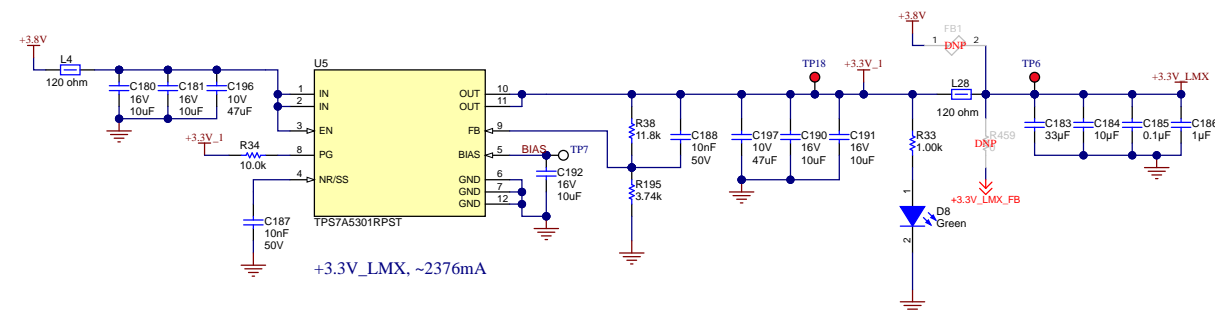 +3.8V
L4
120 ohm
C180
16V
10uF
C181
16V
10uF
C196
10V
47uF
+3.3V_1
R34
10.0k
C187
10nF
50V
U5
1
IN
2
IN
3
EN
8
PG
4
NR/SS
OUT
10
OUT
11
FB
9
BIAS
5
GND
6
GND
7
GND
12
TPS7A5301RPST
+3.3V_LMX, ~2376mA
BIAS
TP7
C192
16V
10uF
R38
11.8k
R195
3.74k
C188
10nF
50V
C197
10V
47uF
C190
16V
10uF
C191
16V
10uF
TP18
+3.3V_1
R33
1.00k
1
D8
Green
2
+3.8V
FB1
1
DNP
2
L28
120 ohm
R459
DNP
+3.3V_LMX_FB
TP6
+3.3V_LMX
C183
33µF
C184
10µF
C185
0.1µF
C186
1µF